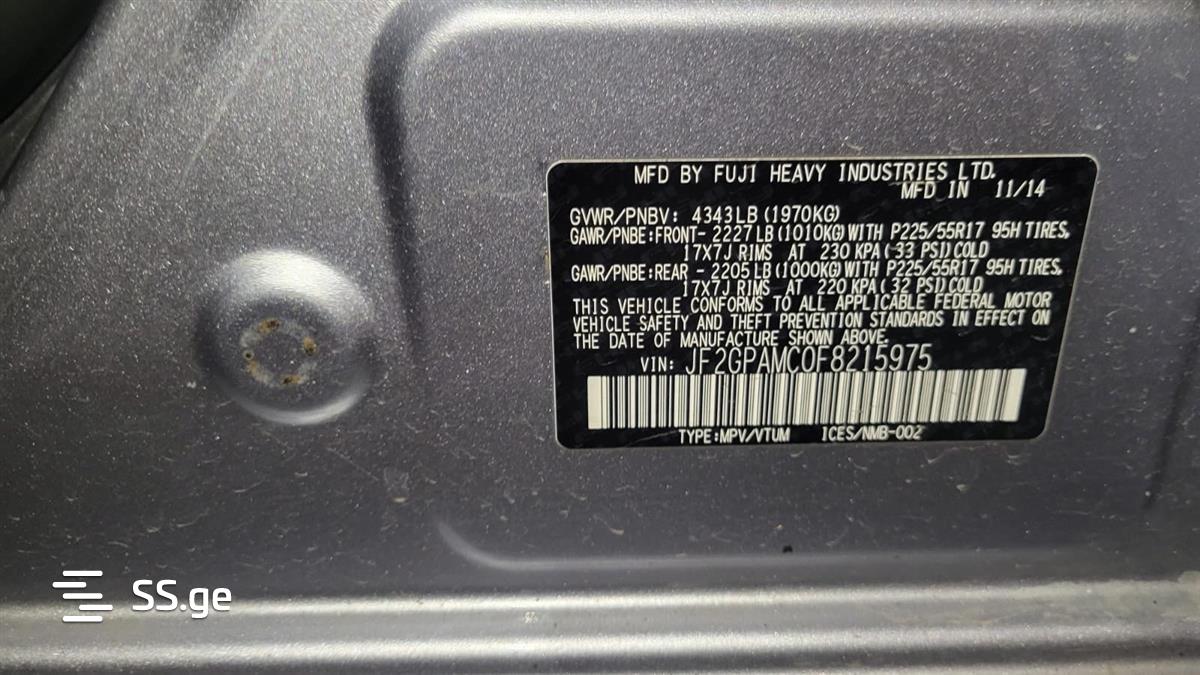 MFD BY FUJI HEAVY INDUSTRIES LTD.
MFD IN 11/14
GVWR/PNBV: 4343LB (1970KG)
GAWR/PNBE:FRONT- 2227LB (1010KG) WITH P225/55R17 95H TIRES,
17X7J RIMS AT 230 KPA (33 PSI) COLD
GAWR/PNBE:REAR - 2205LB (1000KG) WITH P225/55R17 95H TIRES,
17X7J RIMS AT 220 KPA (32 PSI) COLD
THIS VEHICLE CONFORMS TO ALL APPLICABLE FEDERAL MOTOR
VEHICLE SAFETY AND THEFT PREVENTION STANDARDS IN EFFECT ON
THE DATE OF MANUFACTURE SHOWN ABOVE.
VIN: JF2GPAMC0F8215975
TYPE:MPV/VTUM ICES/NMB-002
SS.ge